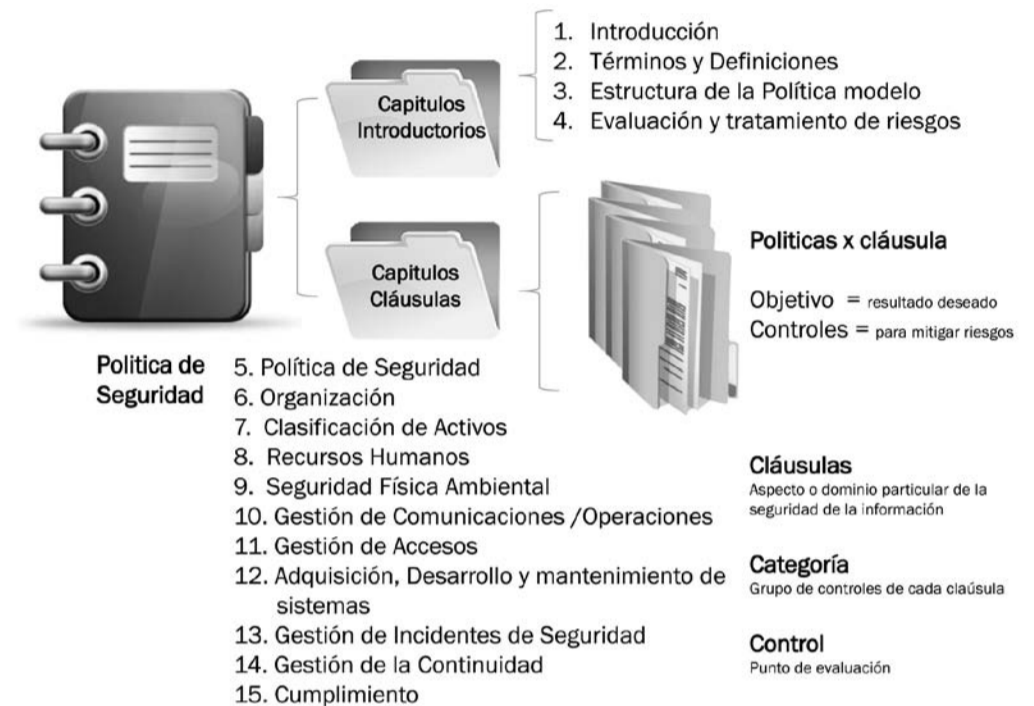 Capitulos
Introductorios
1. Introducción
2. Términos y Definiciones
3. Estructura de la Política modelo
4. Evaluación y tratamiento de riesgos
Capitulos
Cláusulas
Politicas x cláusula
Objetivo = resultado deseado
Controles = para mitigar riesgos
Politica de
Seguridad
5. Política de Seguridad
6. Organización
7. Clasificación de Activos
8. Recursos Humanos
9. Seguridad Física Ambiental
10. Gestión de Comunicaciones /Operaciones
11. Gestión de Accesos
12. Adquisición, Desarrollo y mantenimiento de
sistemas
13. Gestión de Incidentes de Seguridad
14. Gestión de la Continuidad
15. Cumplimiento
Cláusulas
Aspecto o dominio particular de la
seguridad de la información
Categoría
Grupo de controles de cada claúsula
Control
Punto de evaluación